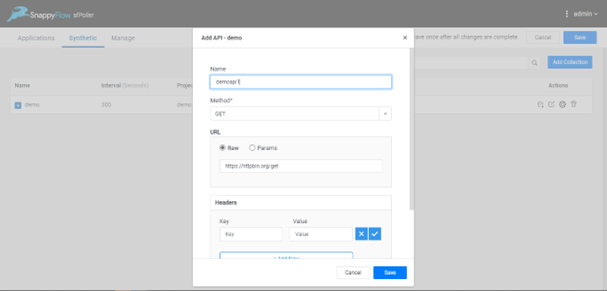 SnappyFlow sfPoller
admin
Applications Synthetic Manage
ave once after all changes are complete Cancel Save
Add Collection
Name Interval (Seconds) Proje Actions
demo 300
Add API - demo ×
Name
demoapi1
Method*
GET
URL
Raw Params
https://httpbin.org/get
Headers
Key Value
Key Value
+ Add New
Cancel Save